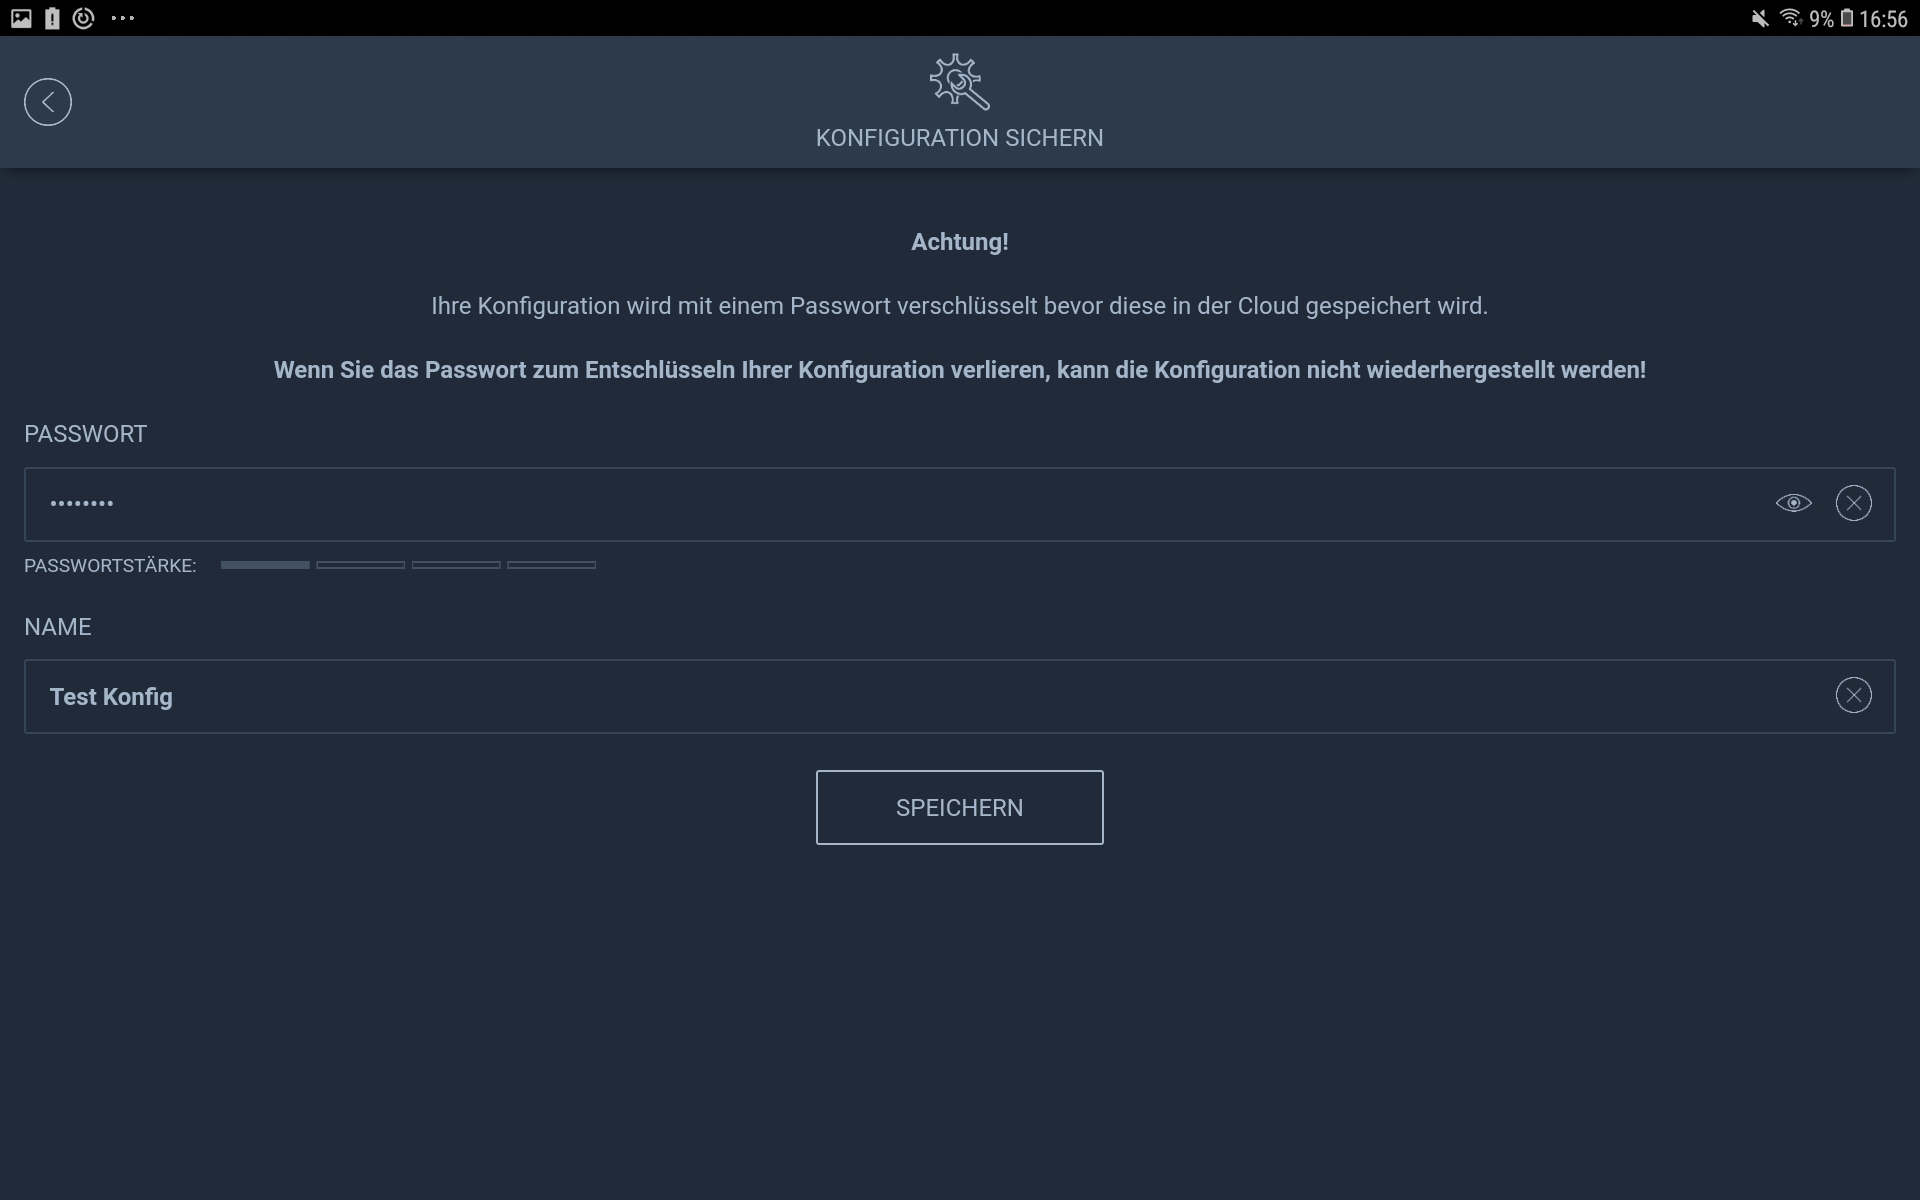 9% 16:56
KONFIGURATION SICHERN
Achtung!
Ihre Konfiguration wird mit einem Passwort verschlüsselt bevor diese in der Cloud gespeichert wird.
Wenn Sie das Passwort zum Entschlüsseln Ihrer Konfiguration verlieren, kann die Konfiguration nicht wiederhergestellt werden!
PASSWORT
••••••••
PASSWORTSTÄRKE:
NAME
Test Konfig
SPEICHERN